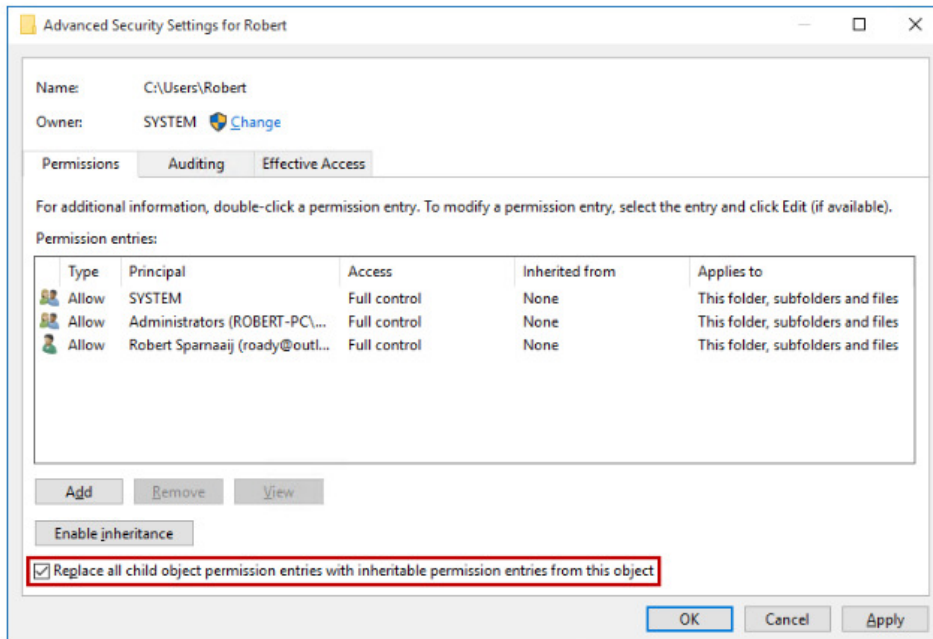 Advanced Security Settings for Robert
Name: C:\Users\Robert
Owner: SYSTEM Change
Permissions Auditing Effective Access
For additional information, double-click a permission entry. To modify a permission entry, select the entry and click Edit (if available).
Permission entries:
Type Principal Access Inherited from Applies to
Allow SYSTEM Full control None This folder, subfolders and files
Allow Administrators (ROBERT-PC\... Full control None This folder, subfolders and files
Allow Robert Sparnaaij (roady@outl... Full control None This folder, subfolders and files
Add Remove View
Enable inheritance
Replace all child object permission entries with inheritable permission entries from this object
OK Cancel Apply